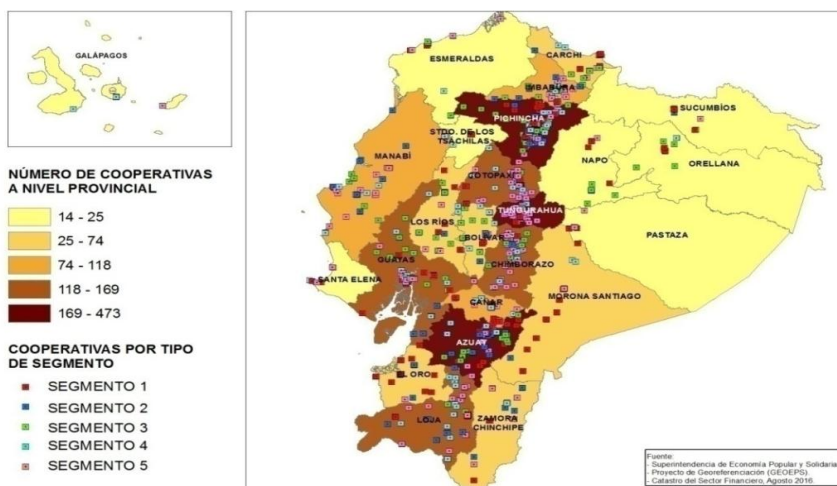 GALÁPAGOS
ESMERALDAS
CARCHI
IMBABURA
SUCUMBÍOS
PICHINCHA
STDO. DE LOS
TSACHILAS
NAPO
ORELLANA
MANABÍ
COTOPAXI
TUNGURAHUA
PASTAZA
LOS RÍOS
BOLÍVAR
GUAYAS
CHIMBORAZO
SANTA ELENA
MORONA SANTIAGO
CAÑAR
AZUAY
EL ORO
LOJA
ZAMORA
CHINCHIPE
NÚMERO DE COOPERATIVAS
A NIVEL PROVINCIAL
14 - 25
25 - 74
74 - 118
118 - 169
169 - 473
COOPERATIVAS POR TIPO
DE SEGMENTO
SEGMENTO 1
SEGMENTO 2
SEGMENTO 3
SEGMENTO 4
SEGMENTO 5
Fuente:
- Superintendencia de Economía Popular y Solidaria
- Proyecto de Georeferenciación (GEOEPS).
- Catastro del Sector Financiero, Agosto 2016.